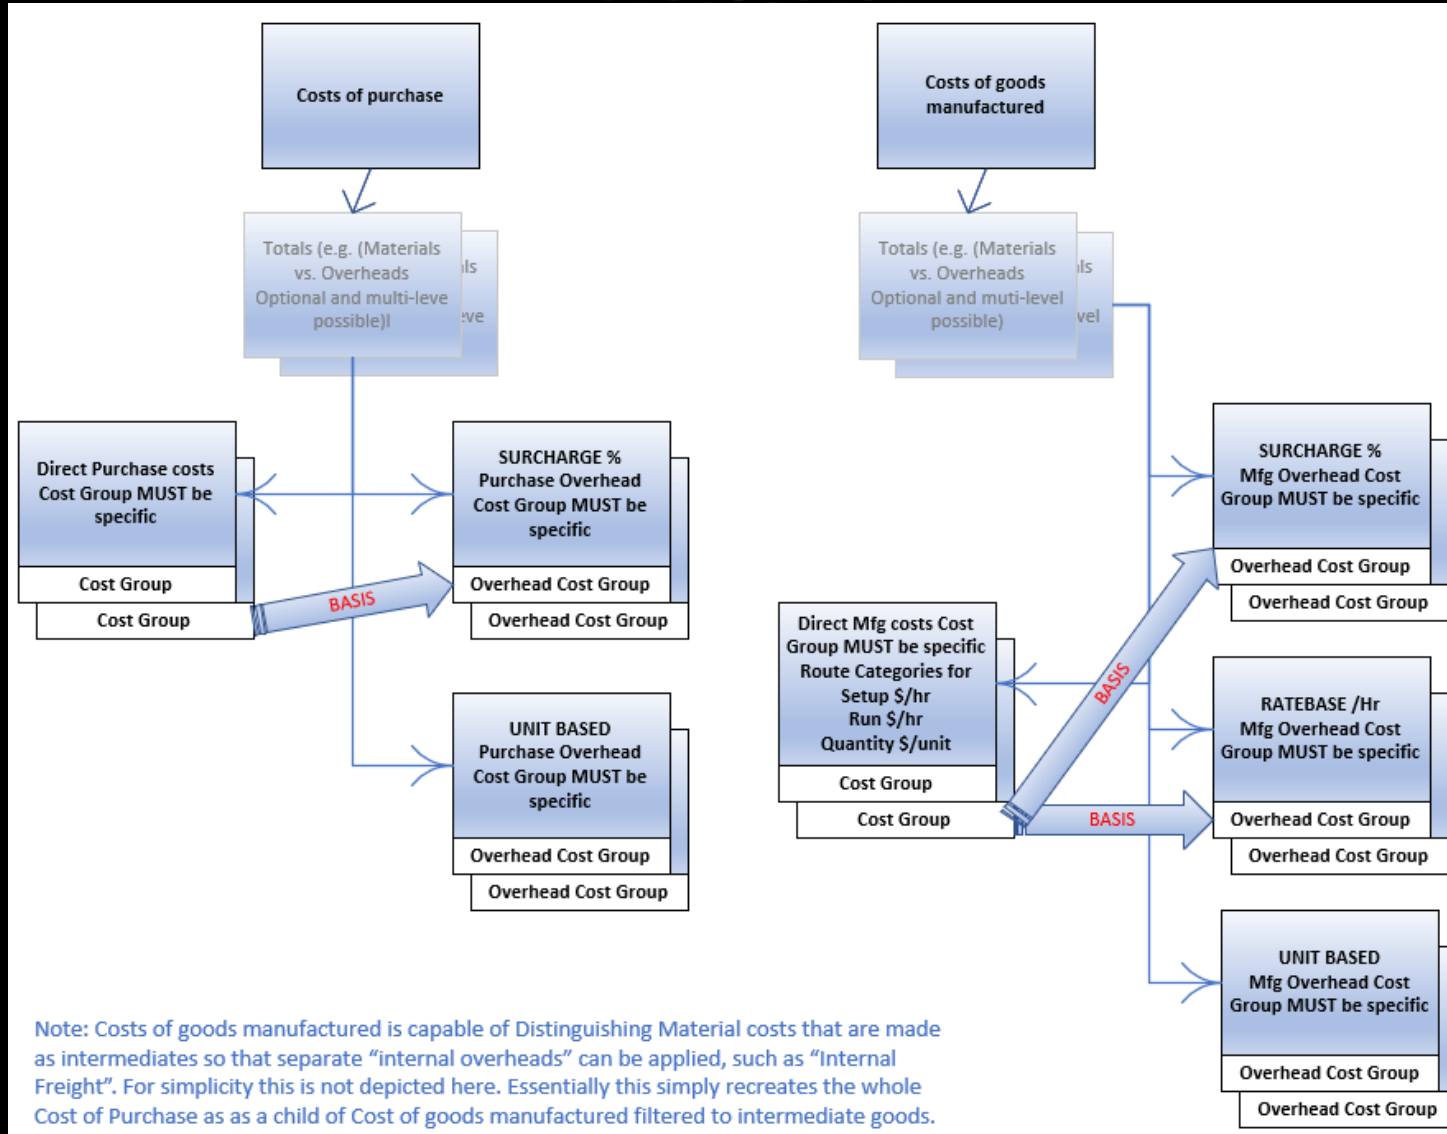 Costs of purchase
Totals (e.g. (Materials
vs. Overheads
Optional and multi-leve
possible)l
ls
eve
Direct Purchase costs
Cost Group MUST be
specific
Cost Group
Cost Group
BASIS
SURCHARGE %
Purchase Overhead
Cost Group MUST be
specific
Overhead Cost Group
Overhead Cost Group
UNIT BASED
Purchase Overhead
Cost Group MUST be
specific
Overhead Cost Group
Overhead Cost Group
Costs of goods
manufactured
Totals (e.g. (Materials
vs. Overheads
Optional and muti-level
possible)
ls
vel
Direct Mfg costs Cost
Group MUST be specific
Route Categories for
Setup $/hr
Run $/hr
Quantity $/unit
Cost Group
Cost Group
BASIS
BASIS
SURCHARGE %
Mfg Overhead Cost
Group MUST be specific
Overhead Cost Group
Overhead Cost Group
RATEBASE /Hr
Mfg Overhead Cost
Group MUST be specific
Overhead Cost Group
Overhead Cost Group
UNIT BASED
Mfg Overhead Cost
Group MUST be specific
Overhead Cost Group
Overhead Cost Group
Note: Costs of goods manufactured is capable of Distinguishing Material costs that are made
as intermediates so that separate “internal overheads” can be applied, such as “Internal
Freight”. For simplicity this is not depicted here. Essentially this simply recreates the whole
Cost of Purchase as as a child of Cost of goods manufactured filtered to intermediate goods.